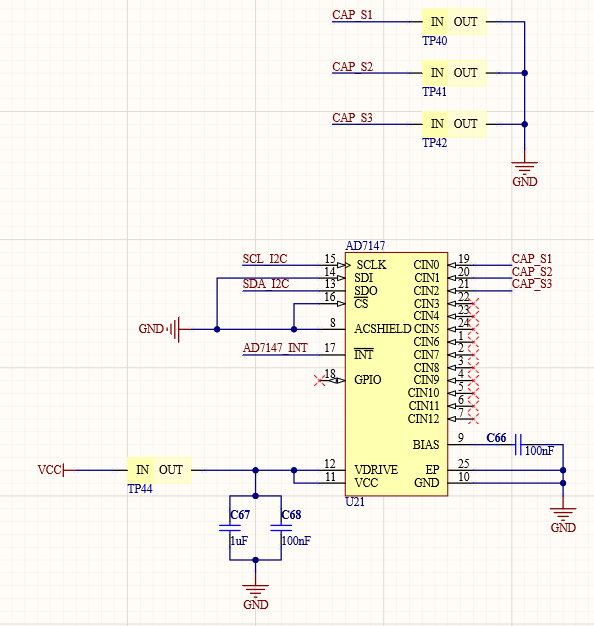 CAP_S1 IN OUT
TP40
CAP_S2 IN OUT
TP41
CAP_S3 IN OUT
TP42
GND
AD7147
SCL_I2C 15 SCLK CIN0 19 CAP_S1
14 SDI CIN1 20 CAP_S2
SDA_I2C 13 SDO CIN2 21 CAP_S3
16 CS CIN3 22
CIN4 23
GND 8 ACSHIELD CIN5 24
CIN6 1
AD7147_INT 17 INT CIN7 2
CIN8 3
18 GPIO CIN9 4
CIN10 5
CIN11 6
CIN12 7
BIAS 9 C66
100nF
VCC IN OUT 12 VDRIVE EP 25
TP44 11 VCC GND 10
U21
C67 C68
1uF 100nF
GND
GND